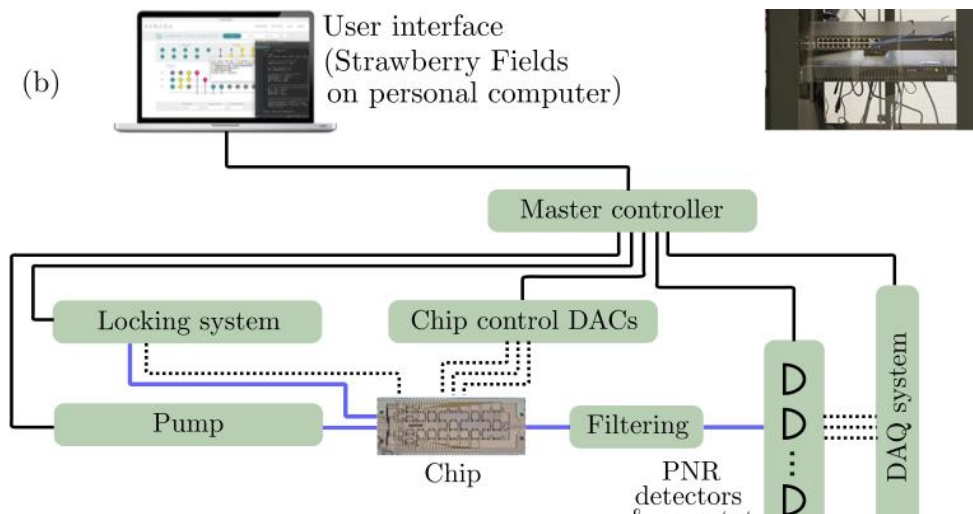 (b)
User interface
(Strawberry Fields
on personal computer)
Master controller
Locking system
Chip control DACs
Pump
Filtering
Chip
PNR
detectors
DAQ system